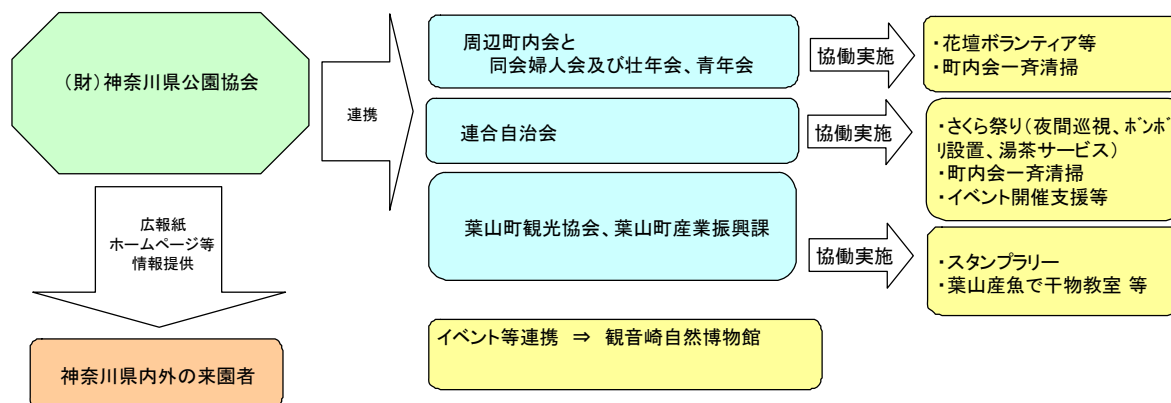 (財)神奈川県公園協会
連携
広報紙
ホームページ等
情報提供
神奈川県内外の来園者
周辺町内会と
同会婦人会及び壮年会、青年会
協働実施
・花壇ボランティア等
・町内会一斉清掃
連合自治会
協働実施
・さくら祭り(夜間巡視、ボンボ
リ設置、湯茶サービス)
・町内会一斉清掃
・イベント開催支援等
葉山町観光協会、葉山町産業振興課
協働実施
・スタンプラリー
・葉山産魚で干物教室 等
イベント等連携 ⇒ 観音崎自然博物館